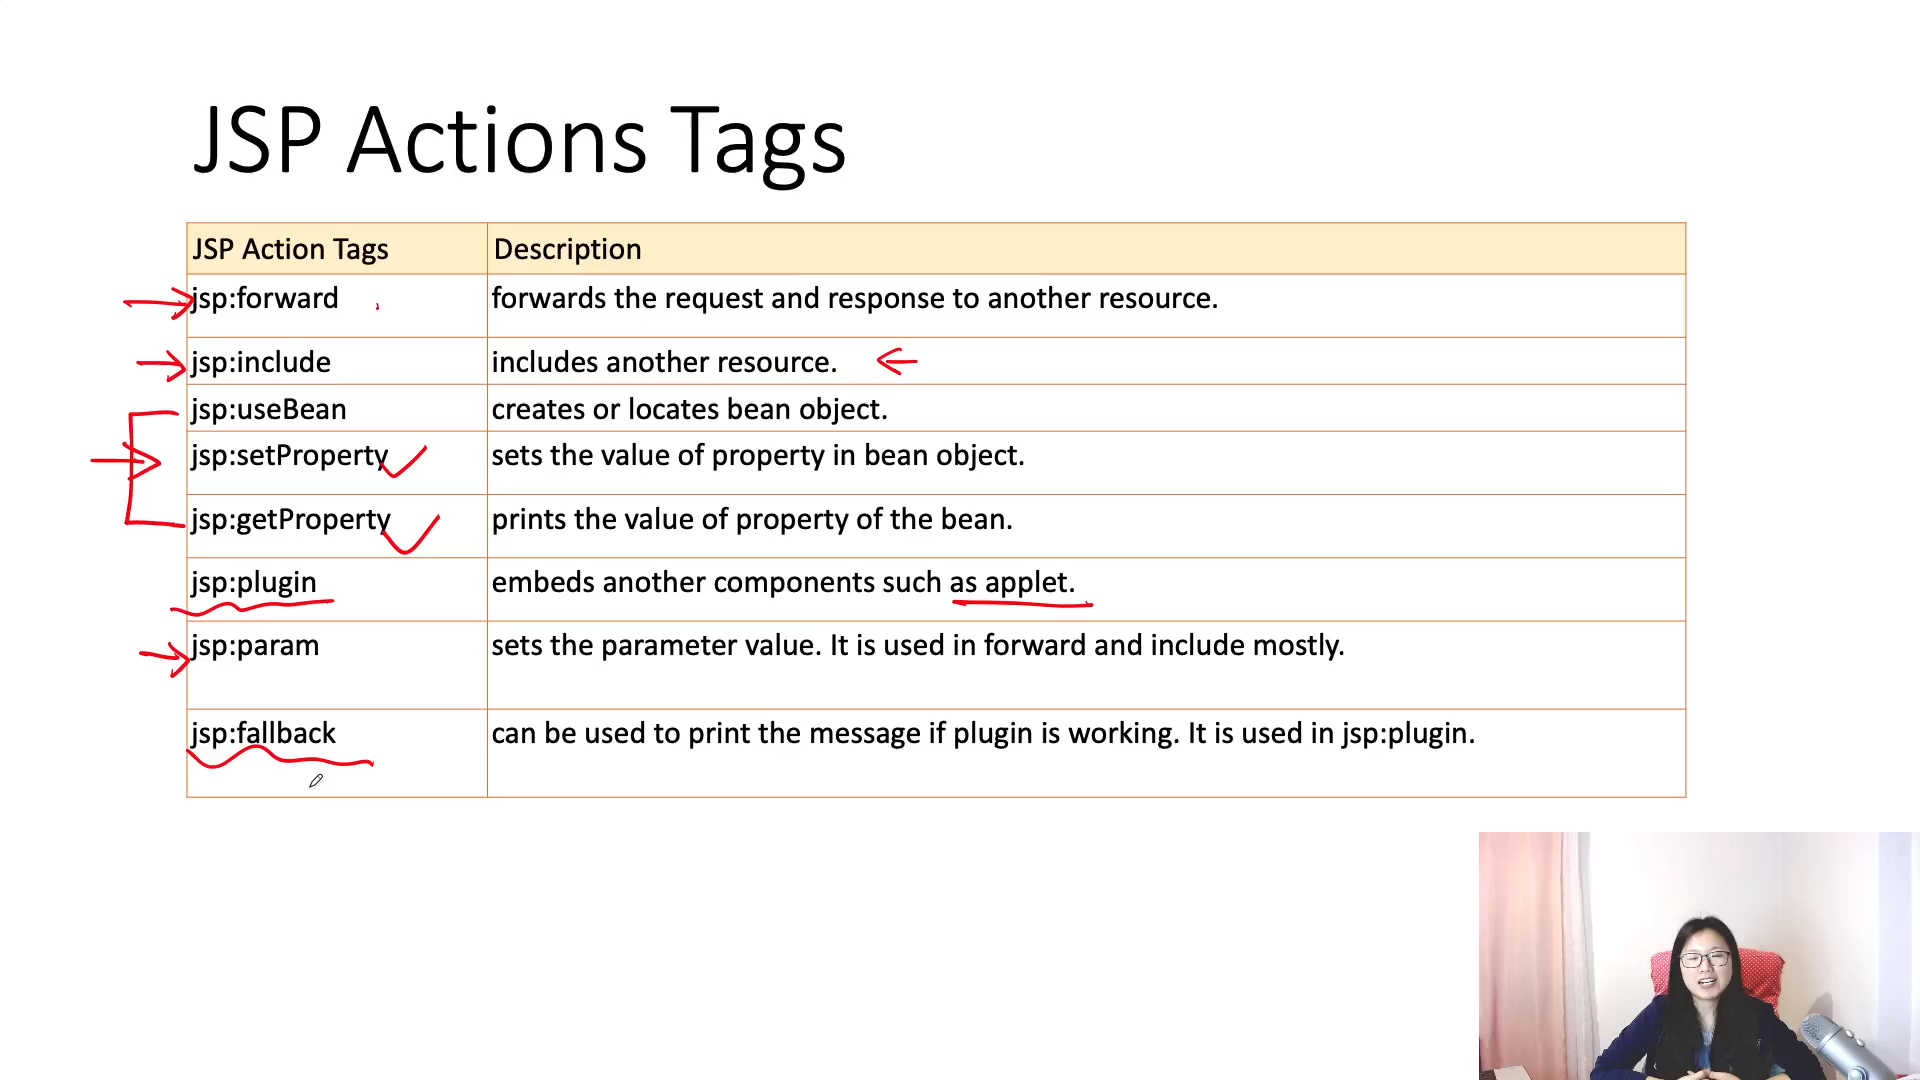 JSP Actions Tags
JSP Action Tags Description
jsp:forward forwards the request and response to another resource.
jsp:include includes another resource.
jsp:useBean creates or locates bean object.
jsp:setProperty sets the value of property in bean object.
jsp:getProperty prints the value of property of the bean.
jsp:plugin embeds another components such as applet.
jsp:param sets the parameter value. It is used in forward and include mostly.
jsp:fallback can be used to print the message if plugin is working. It is used in jsp:plugin.